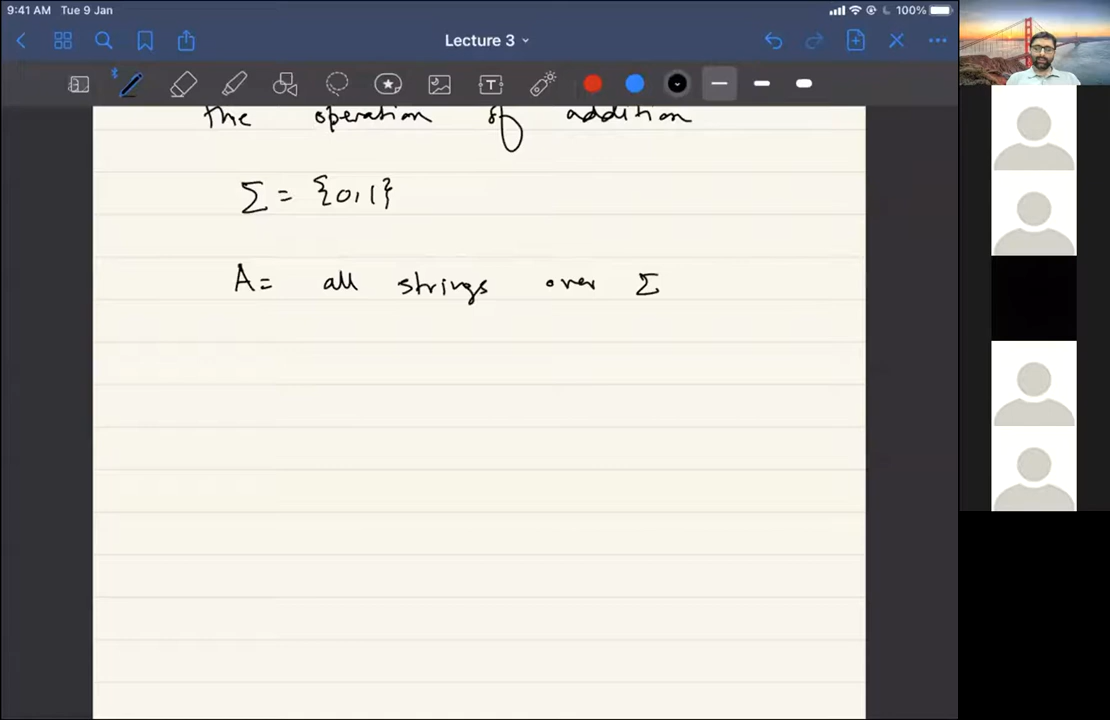 9:41 AM Tue 9 Jan
100%
Lecture 3
T
the operation of addition
Σ = {0,1}
A= all strings over Σ